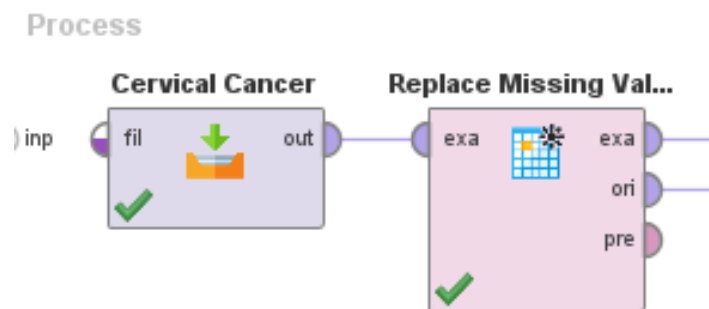 Process
Cervical Cancer
Replace Missing Val...
inp
fil
out
exa
exa
ori
pre